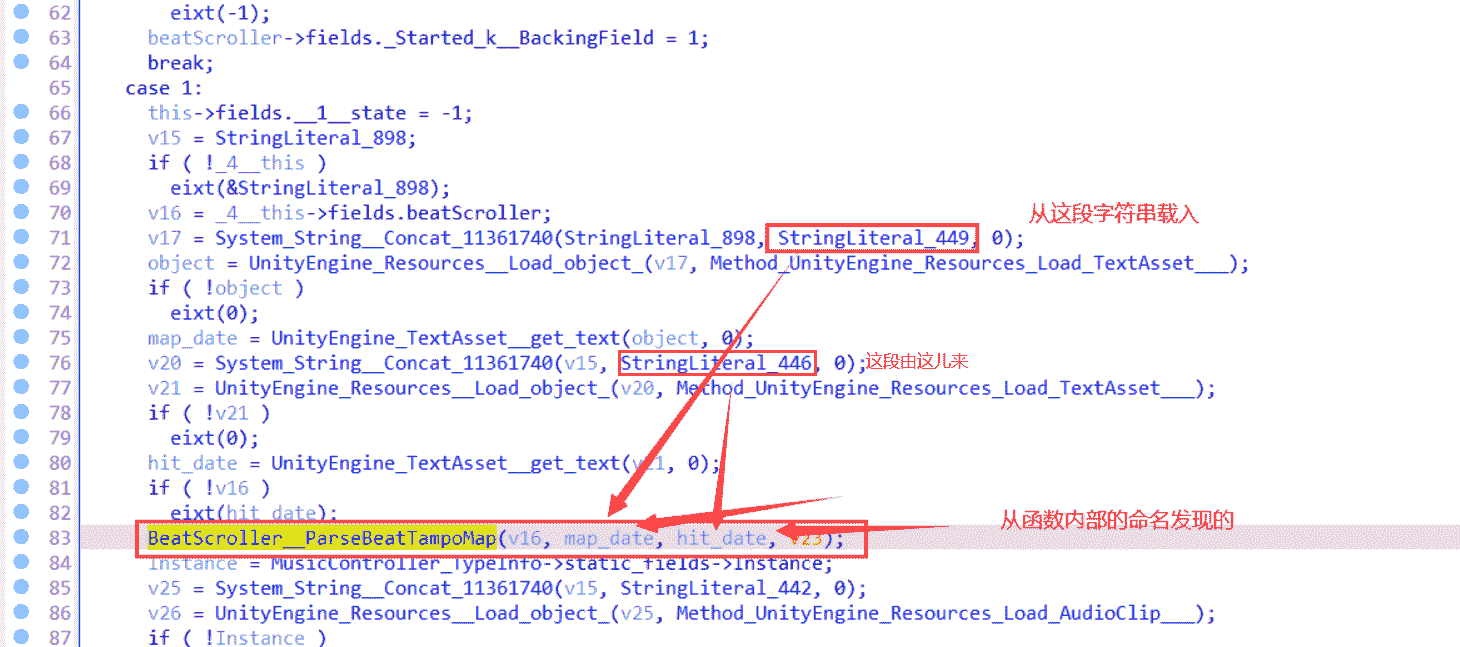 62 eixt(-1);
63 beatScroller->fields._Started_k__BackingField = 1;
64 break;
65 case 1:
66 this->fields.__1__state = -1;
67 v15 = StringLiteral_898;
68 if ( !_4__this )
69 eixt(&StringLiteral_898);
70 v16 = _4__this->fields.beatScroller;
从这段字符串载入
71 v17 = System_String__Concat_11361740(StringLiteral_898, StringLiteral_449, 0);
72 object = UnityEngine_Resources__Load_object_(v17, Method_UnityEngine_Resources_Load_TextAsset___);
73 if ( !object )
74 eixt(0);
75 map_date = UnityEngine_TextAsset__get_text(object, 0);
76 v20 = System_String__Concat_11361740(v15, StringLiteral_446, 0); 这段由这儿来
77 v21 = UnityEngine_Resources__Load_object_(v20, Method_UnityEngine_Resources_Load_TextAsset___);
78 if ( !v21 )
79 eixt(0);
80 hit_date = UnityEngine_TextAsset__get_text(v21, 0);
81 if ( !v16 )
82 eixt(hit_date);
从函数内部的命名发现的
83 BeatScroller__ParseBeatTampoMap(v16, map_date, hit_date, v23);
84 Instance = MusicController_TypeInfo->static_fields->Instance;
85 v25 = System_String__Concat_11361740(v15, StringLiteral_442, 0);
86 v26 = UnityEngine_Resources__Load_object_(v25, Method_UnityEngine_Resources_Load_AudioClip___);
87 if ( !Instance )